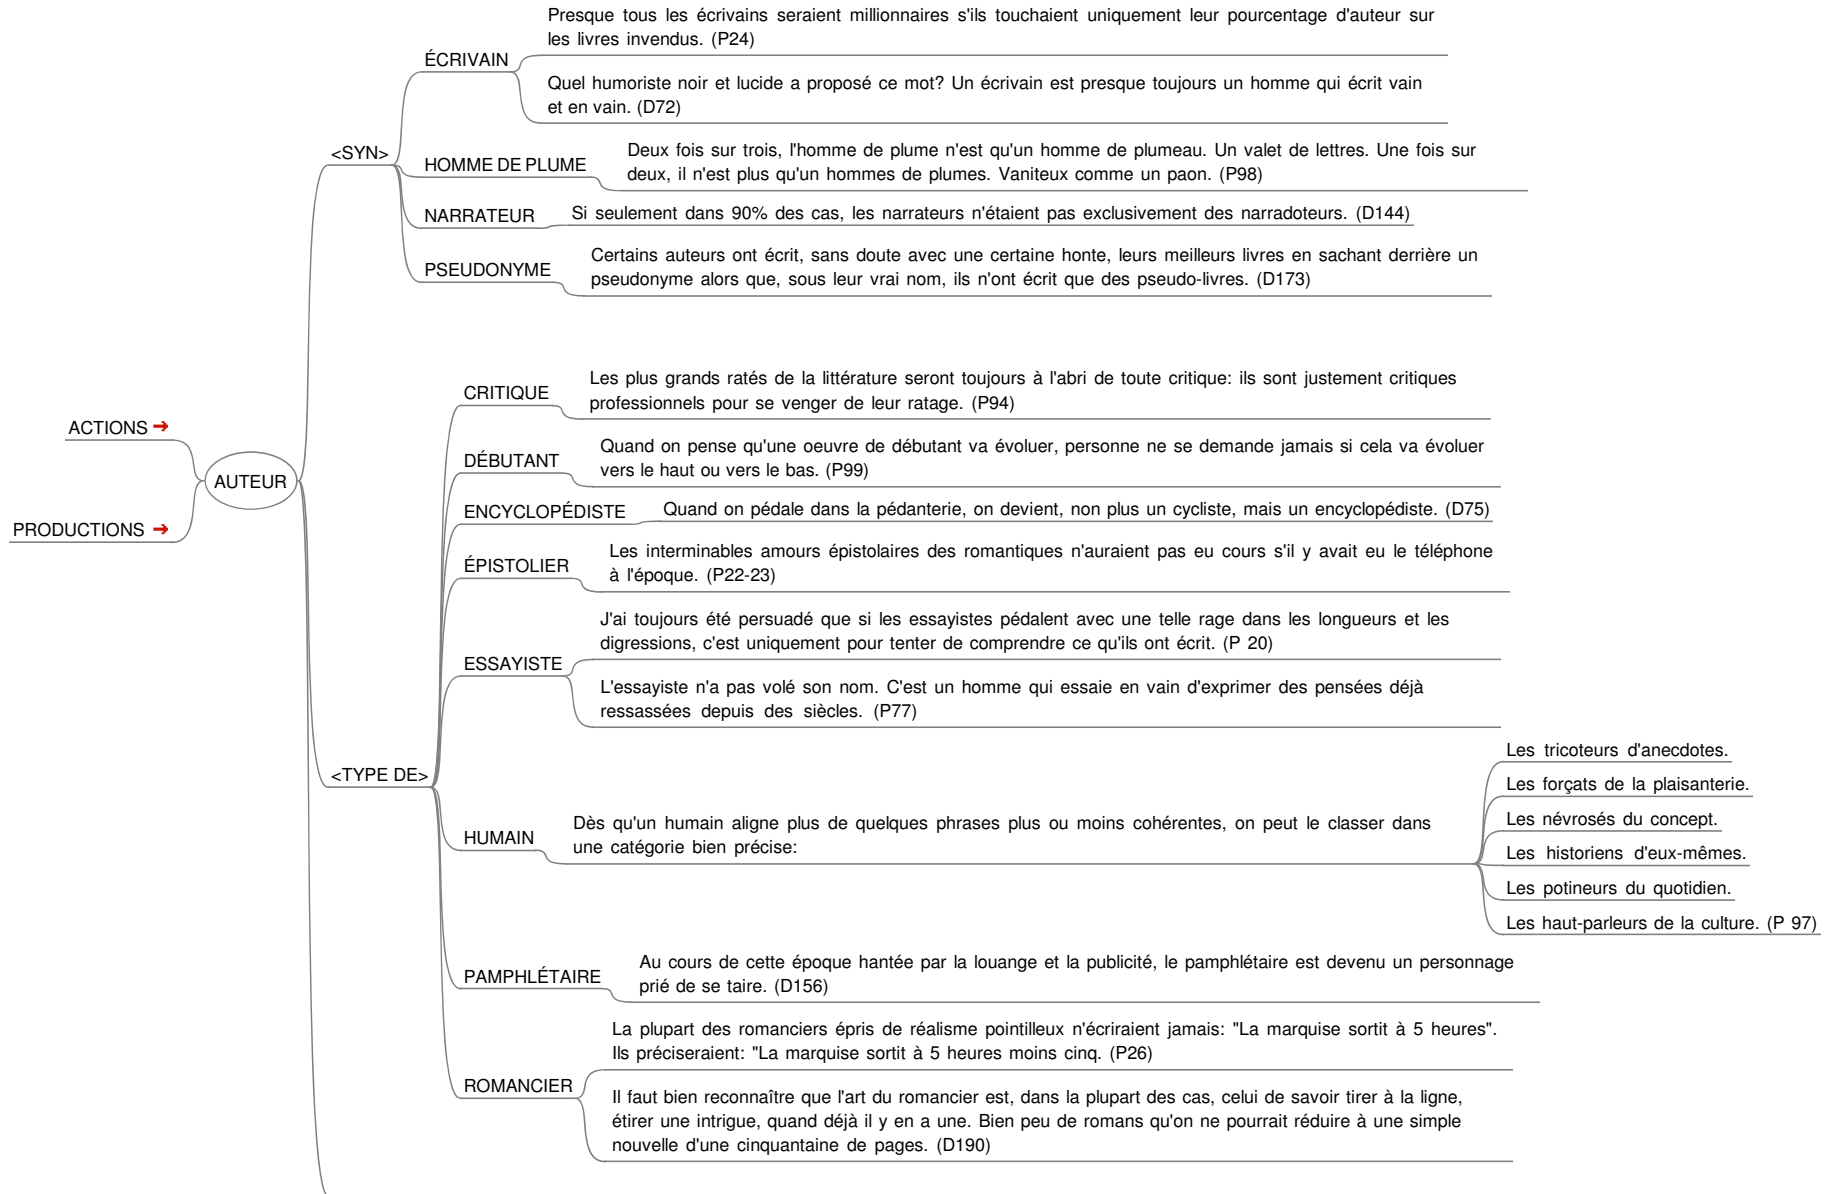 Presque tous les écrivains seraient millionnaires s'ils touchaient uniquement leur pourcentage d'auteur sur
les livres invendus. (P24)
ÉCRIVAIN
Quel humoriste noir et lucide a proposé ce mot? Un écrivain est presque toujours un homme qui écrit vain
et en vain. (D72)
<SYN>
HOMME DE PLUME
Deux fois sur trois, l'homme de plume n'est qu'un homme de plumeau. Un valet de lettres. Une fois sur
deux, il n'est plus qu'un hommes de plumes. Vaniteux comme un paon. (P98)
NARRATEUR
Si seulement dans 90% des cas, les narrateurs n'étaient pas exclusivement des narradoteurs. (D144)
PSEUDONYME
Certains auteurs ont écrit, sans doute avec une certaine honte, leurs meilleurs livres en sachant derrière un
pseudonyme alors que, sous leur vrai nom, ils n'ont écrit que des pseudo-livres. (D173)
ACTIONS
AUTEUR
PRODUCTIONS
<TYPE DE>
CRITIQUE
Les plus grands ratés de la littérature seront toujours à l'abri de toute critique: ils sont justement critiques
professionnels pour se venger de leur ratage. (P94)
DÉBUTANT
Quand on pense qu'une oeuvre de débutant va évoluer, personne ne se demande jamais si cela va évoluer
vers le haut ou vers le bas. (P99)
ENCYCLOPÉDISTE
Quand on pédale dans la pédanterie, on devient, non plus un cycliste, mais un encyclopédiste. (D75)
ÉPISTOLIER
Les interminables amours épistolaires des romantiques n'auraient pas eu cours s'il y avait eu le téléphone
à l'époque. (P22-23)
ESSAYISTE
J'ai toujours été persuadé que si les essayistes pédalent avec une telle rage dans les longueurs et les
digressions, c'est uniquement pour tenter de comprendre ce qu'ils ont écrit. (P 20)
L'essayiste n'a pas volé son nom. C'est un homme qui essaie en vain d'exprimer des pensées déjà
ressassées depuis des siècles. (P77)
HUMAIN
Dès qu'un humain aligne plus de quelques phrases plus ou moins cohérentes, on peut le classer dans
une catégorie bien précise:
Les tricoteurs d'anecdotes.
Les forçats de la plaisanterie.
Les névrosés du concept.
Les historiens d'eux-mêmes.
Les potineurs du quotidien.
Les haut-parleurs de la culture. (P 97)
PAMPHLÉTAIRE
Au cours de cette époque hantée par la louange et la publicité, le pamphlétaire est devenu un personnage
prié de se taire. (D156)
ROMANCIER
La plupart des romanciers épris de réalisme pointilleux n'écriraient jamais: "La marquise sortit à 5 heures".
Ils préciseraient: "La marquise sortit à 5 heures moins cinq. (P26)
Il faut bien reconnaître que l'art du romancier est, dans la plupart des cas, celui de savoir tirer à la ligne,
étirer une intrigue, quand déjà il y en a une. Bien peu de romans qu'on ne pourrait réduire à une simple
nouvelle d'une cinquantaine de pages. (D190)